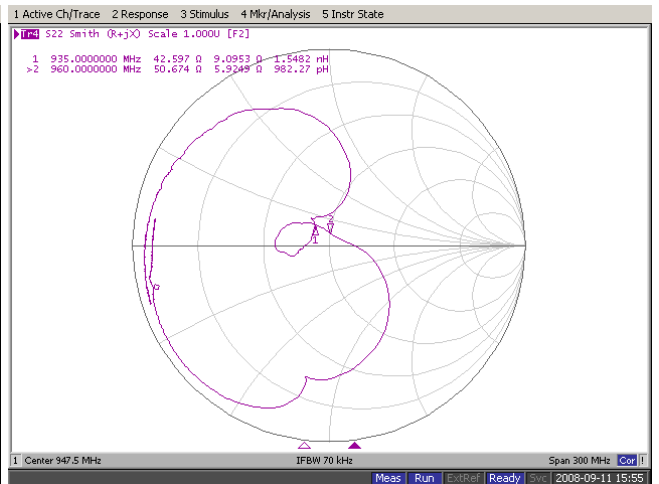 1 Active Ch/Trace 2 Response 3 Stimulus 4 Mkr/Analysis 5 Instr State
Tr4 S22 Smith (R+jX) Scale 1.000U [F2]
1 935.0000000 MHz 42.597 Ω 9.0953 Ω 1.5482 nH
>2 960.0000000 MHz 50.674 Ω 5.9249 Ω 982.27 pH
2
1
1 Center 947.5 MHz IFBW 70 kHz Span 300 MHz Cor !
Meas Run ExtRef Ready Svc 2008-09-11 15:55